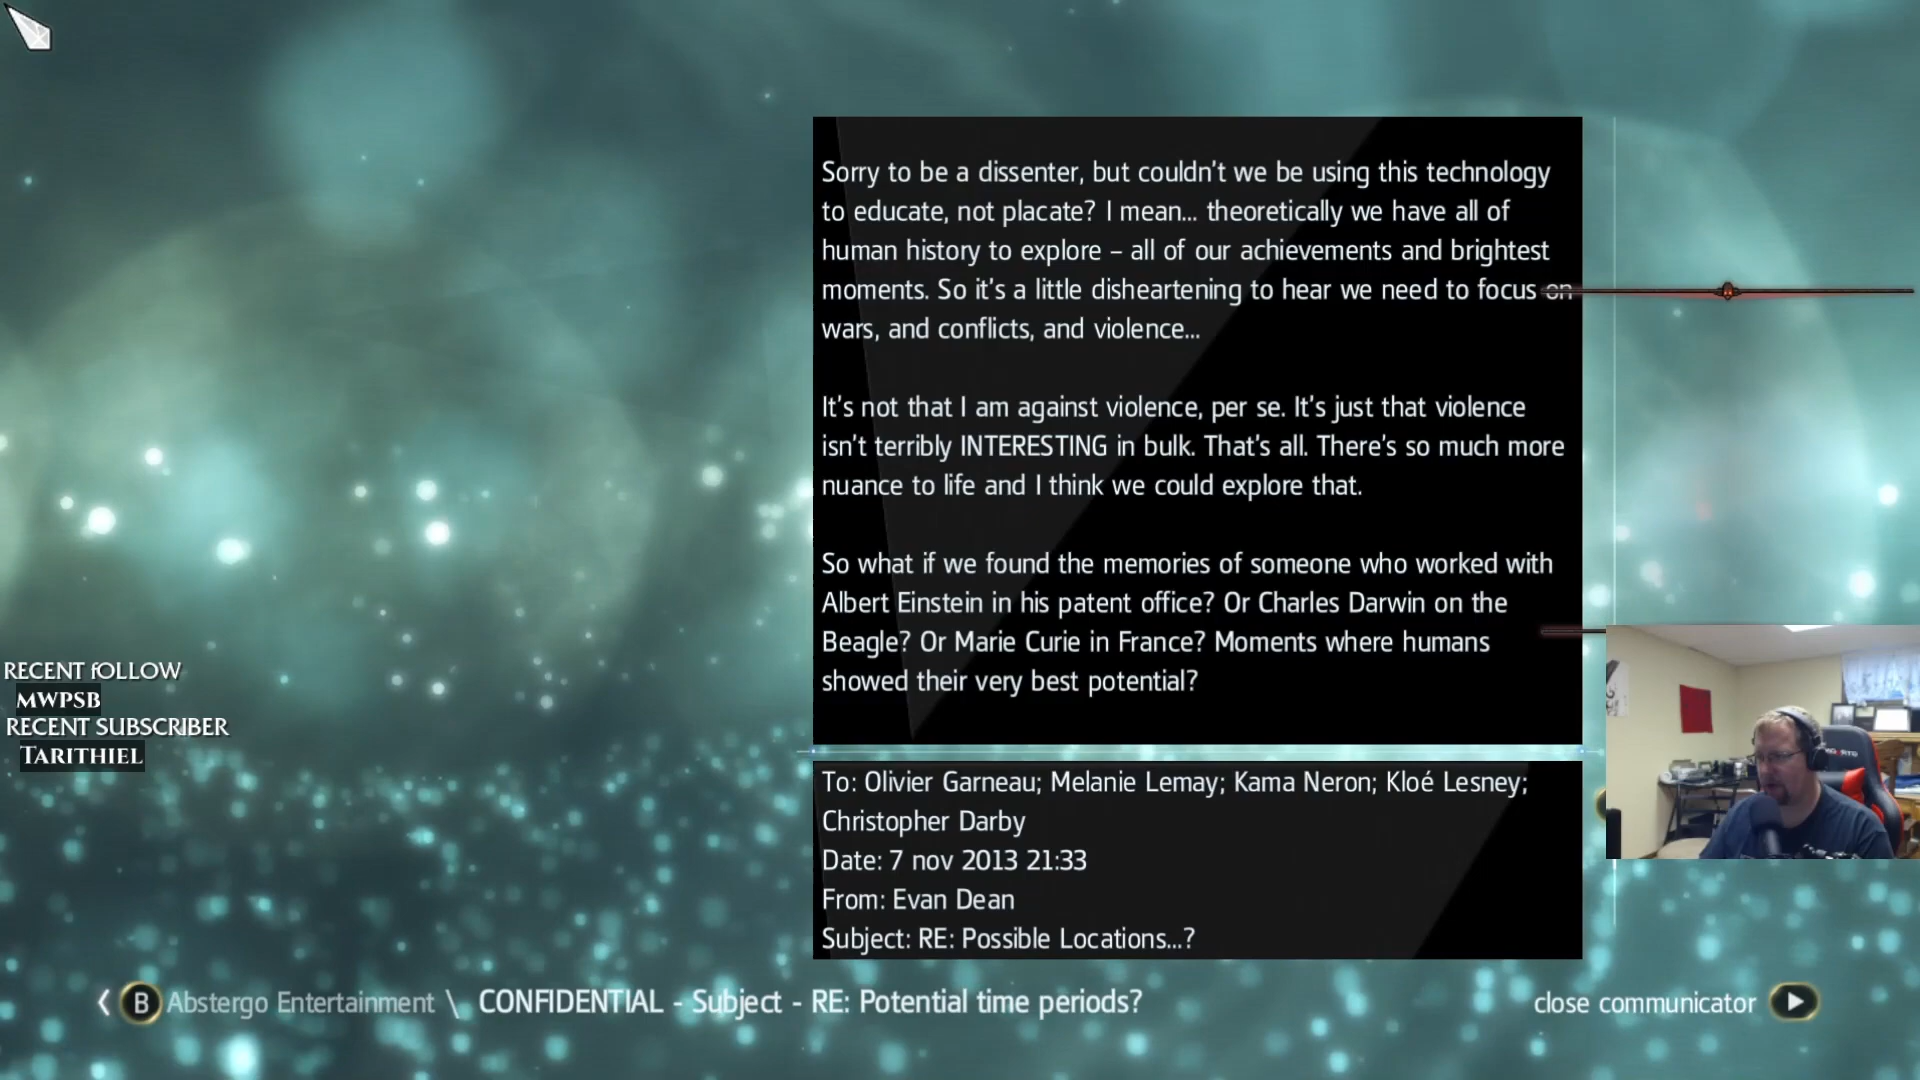 Sorry to be a dissenter, but couldn't we be using this technology
to educate, not placate? I mean... theoretically we have all of
human history to explore – all of our achievements and brightest
moments. So it's a little disheartening to hear we need to focus on
wars, and conflicts, and violence...
It's not that I am against violence, per se. It's just that violence
isn't terribly INTERESTING in bulk. That's all. There's so much more
nuance to life and I think we could explore that.
So what if we found the memories of someone who worked with
Albert Einstein in his patent office? Or Charles Darwin on the
Beagle? Or Marie Curie in France? Moments where humans
showed their very best potential?
RECENT FOLLOW
MWPSB
RECENT SUBSCRIBER
TARITHIEL
To: Olivier Garneau; Melanie Lemay; Kama Neron; Kloé Lesney;
Christopher Darby
Date: 7 nov 2013 21:33
From: Evan Dean
Subject: RE: Possible Locations...?
B Abstergo Entertainment \ CONFIDENTIAL - Subject - RE: Potential time periods?
close communicator